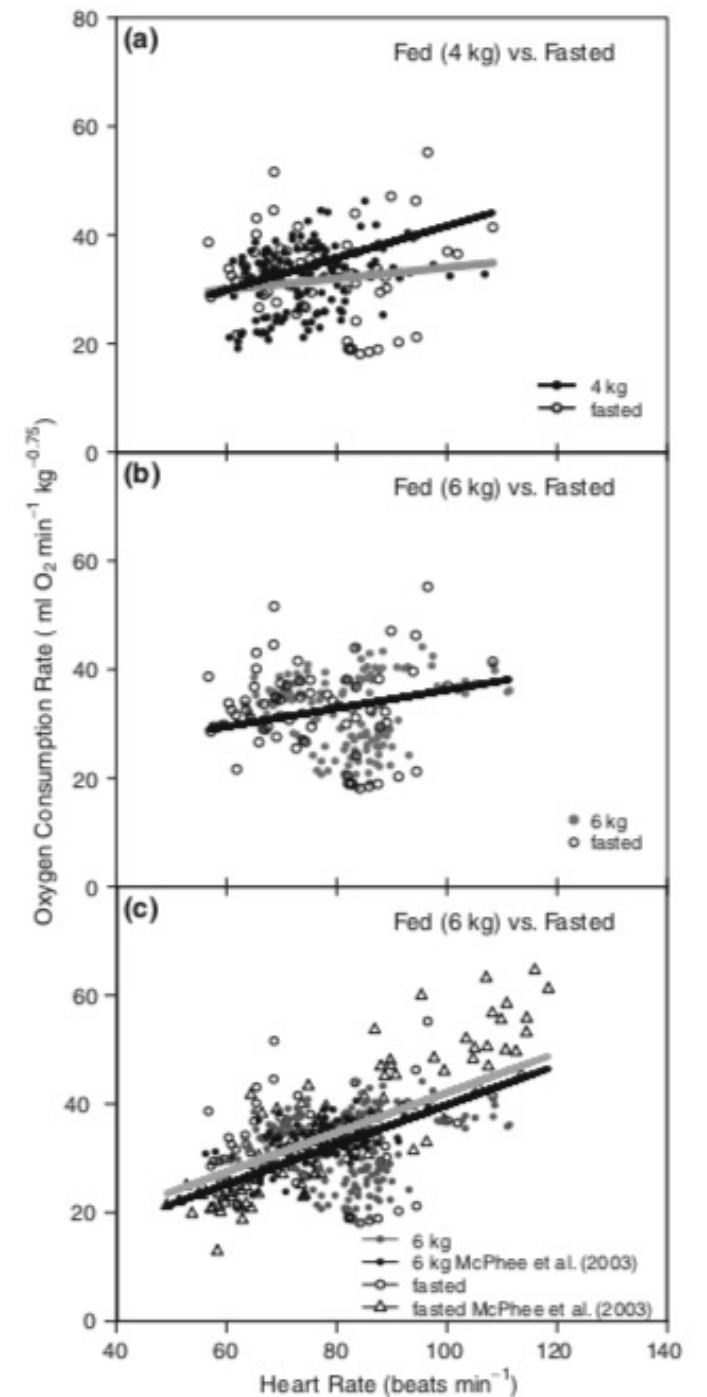 80
(a)
Fed (4 kg) vs. Fasted
60
40
20
4 kg
fasted
0
(b)
Fed (6 kg) vs. Fasted
60
40
20
6 kg
fasted
0
(c)
Fed (6 kg) vs. Fasted
60
40
20
6 kg
6 kg McPhee et al. (2003)
fasted
fasted McPhee et al. (2003)
0
40 60 80 100 120 140
Heart Rate (beats min⁻¹)
Oxygen Consumption Rate ( ml O₂ min⁻¹ kg⁻⁰·⁷⁵)